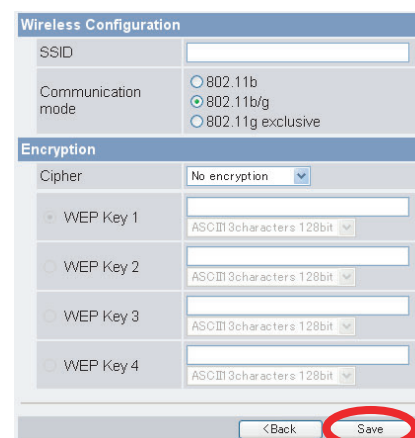 Wireless Configuration
SSID
Communication mode
802.11b
802.11b/g
802.11g exclusive
Encryption
Cipher
No encryption
WEP Key 1
ASCII13characters 128bit
WEP Key 2
ASCII13characters 128bit
WEP Key 3
ASCII13characters 128bit
WEP Key 4
ASCII13characters 128bit
<Back
Save